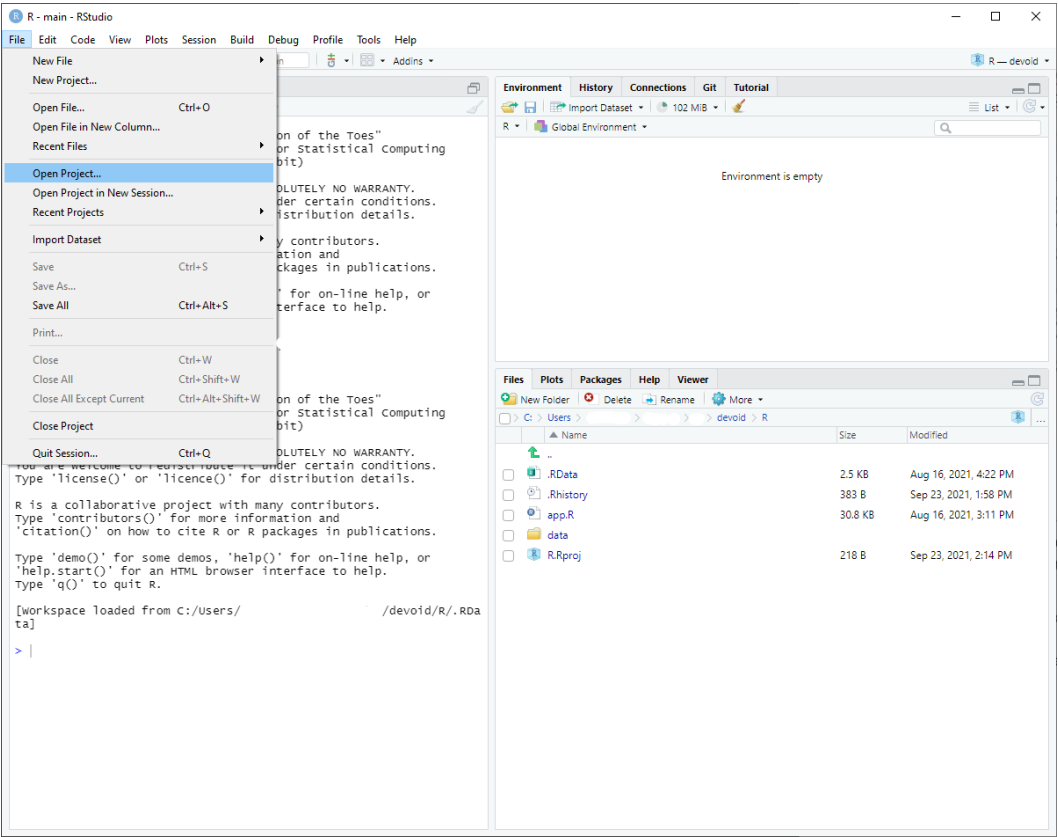 R - main - RStudio
File Edit Code View Plots Session Build Debug Profile Tools Help
Addins
R — devoid
New File
New Project...
Open File... Ctrl+O
Open File in New Column...
Recent Files
Open Project...
Open Project in New Session...
Recent Projects
Import Dataset
Save Ctrl+S
Save As...
Save All Ctrl+Alt+S
Print...
Close Ctrl+W
Close All Ctrl+Shift+W
Close All Except Current Ctrl+Alt+Shift+W
Close Project
Quit Session... Ctrl+Q
on of the Toes"
or Statistical Computing
bit)
OLUTELY NO WARRANTY.
der certain conditions.
istribution details.
y contributors.
ation and
ckages in publications.
' for on-line help, or
terface to help.
on of the Toes"
or Statistical Computing
bit)
OLUTELY NO WARRANTY.
You are welcome to redistribute it under certain conditions.
Type 'license()' or 'licence()' for distribution details.
R is a collaborative project with many contributors.
Type 'contributors()' for more information and
'citation()' on how to cite R or R packages in publications.
Type 'demo()' for some demos, 'help()' for on-line help, or
'help.start()' for an HTML browser interface to help.
Type 'q()' to quit R.
[Workspace loaded from C:/Users/ /devoid/R/.RDa
ta]
>
Environment History Connections Git Tutorial
Import Dataset 102 MiB List
R Global Environment
Environment is empty
Files Plots Packages Help Viewer
New Folder Delete Rename More
C: > Users > > > devoid > R
Name Size Modified
..
.RData 2.5 KB Aug 16, 2021, 4:22 PM
.Rhistory 383 B Sep 23, 2021, 1:58 PM
app.R 30.8 KB Aug 16, 2021, 3:11 PM
data
R.Rproj 218 B Sep 23, 2021, 2:14 PM